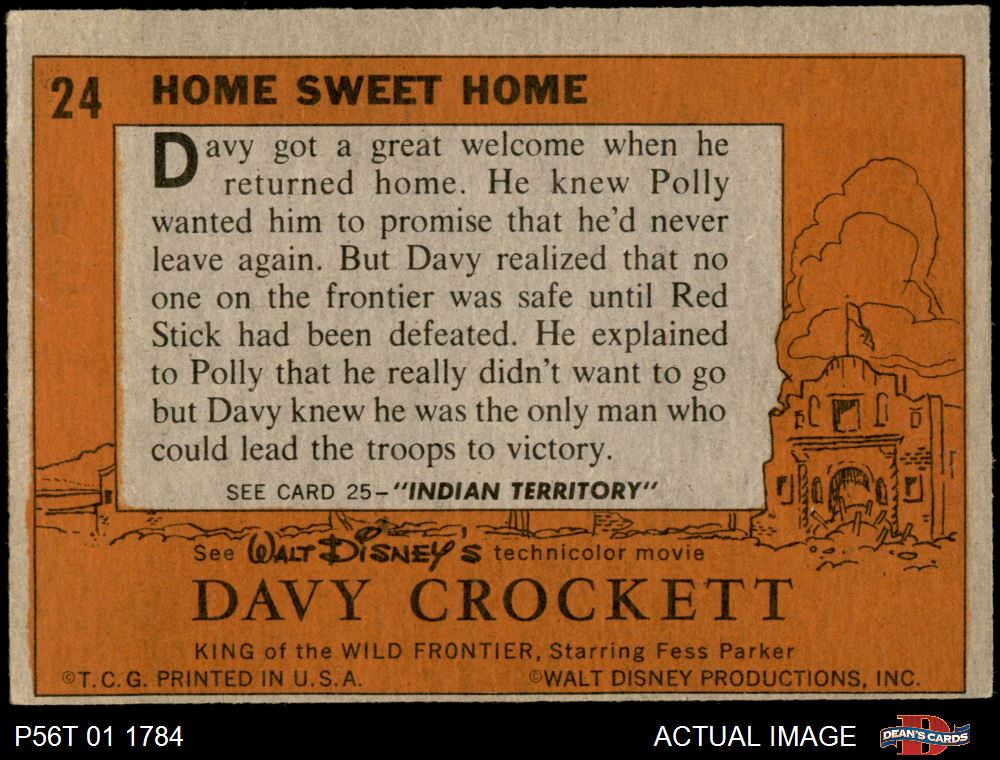 24 HOME SWEET HOME
Davy got a great welcome when he
returned home. He knew Polly
wanted him to promise that he'd never
leave again. But Davy realized that no
one on the frontier was safe until Red
Stick had been defeated. He explained
to Polly that he really didn't want to go
but Davy knew he was the only man who
could lead the troops to victory.
SEE CARD 25-"INDIAN TERRITORY"
See WALT DISNEY'S technicolor movie
DAVY CROCKETT
KING of the WILD FRONTIER, Starring Fess Parker
©T.C.G. PRINTED IN U.S.A. ©WALT DISNEY PRODUCTIONS, INC.
P56T 01 1784 ACTUAL IMAGE DEAN'S CARDS